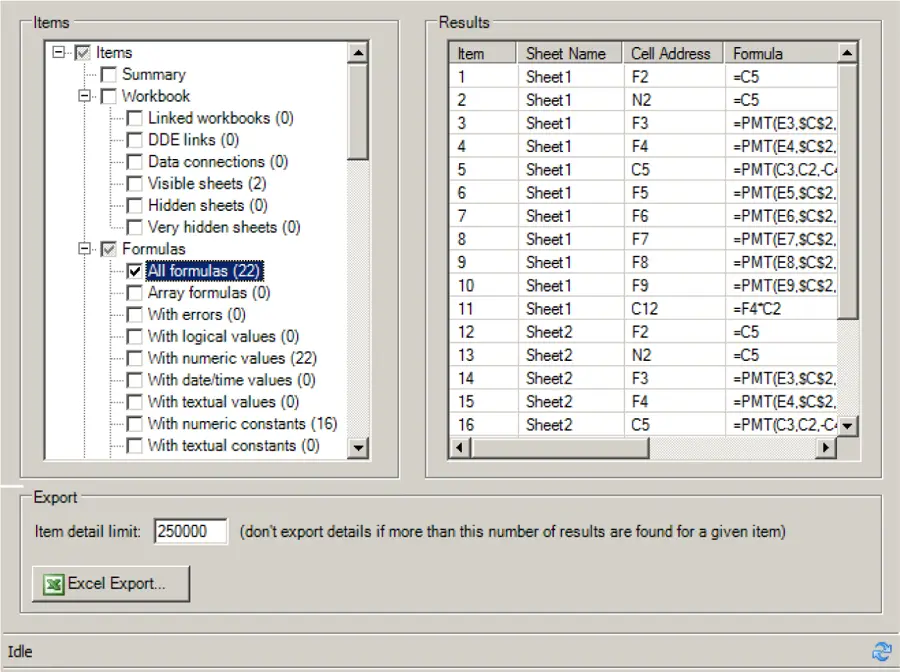 Items
Items
Summary
Workbook
Linked workbooks (0)
DDE links (0)
Data connections (0)
Visible sheets (2)
Hidden sheets (0)
Very hidden sheets (0)
Formulas
All formulas (22)
Array formulas (0)
With errors (0)
With logical values (0)
With numeric values (22)
With date/time values (0)
With textual values (0)
With numeric constants (16)
With textual constants (0)
Results
Item Sheet Name Cell Address Formula
1 Sheet1 F2 =C5
2 Sheet1 N2 =C5
3 Sheet1 F3 =PMT(E3,$C$2,
4 Sheet1 F4 =PMT(E4,$C$2,
5 Sheet1 C5 =PMT(C3,C2,-C4
6 Sheet1 F5 =PMT(E5,$C$2,
7 Sheet1 F6 =PMT(E6,$C$2,
8 Sheet1 F7 =PMT(E7,$C$2,
9 Sheet1 F8 =PMT(E8,$C$2,
10 Sheet1 F9 =PMT(E9,$C$2,
11 Sheet1 C12 =F4*C2
12 Sheet2 F2 =C5
13 Sheet2 N2 =C5
14 Sheet2 F3 =PMT(E3,$C$2,
15 Sheet2 F4 =PMT(E4,$C$2,
16 Sheet2 C5 =PMT(C3,C2,-C4
Export
Item detail limit: 250000 (don't export details if more than this number of results are found for a given item)
Excel Export...
Idle